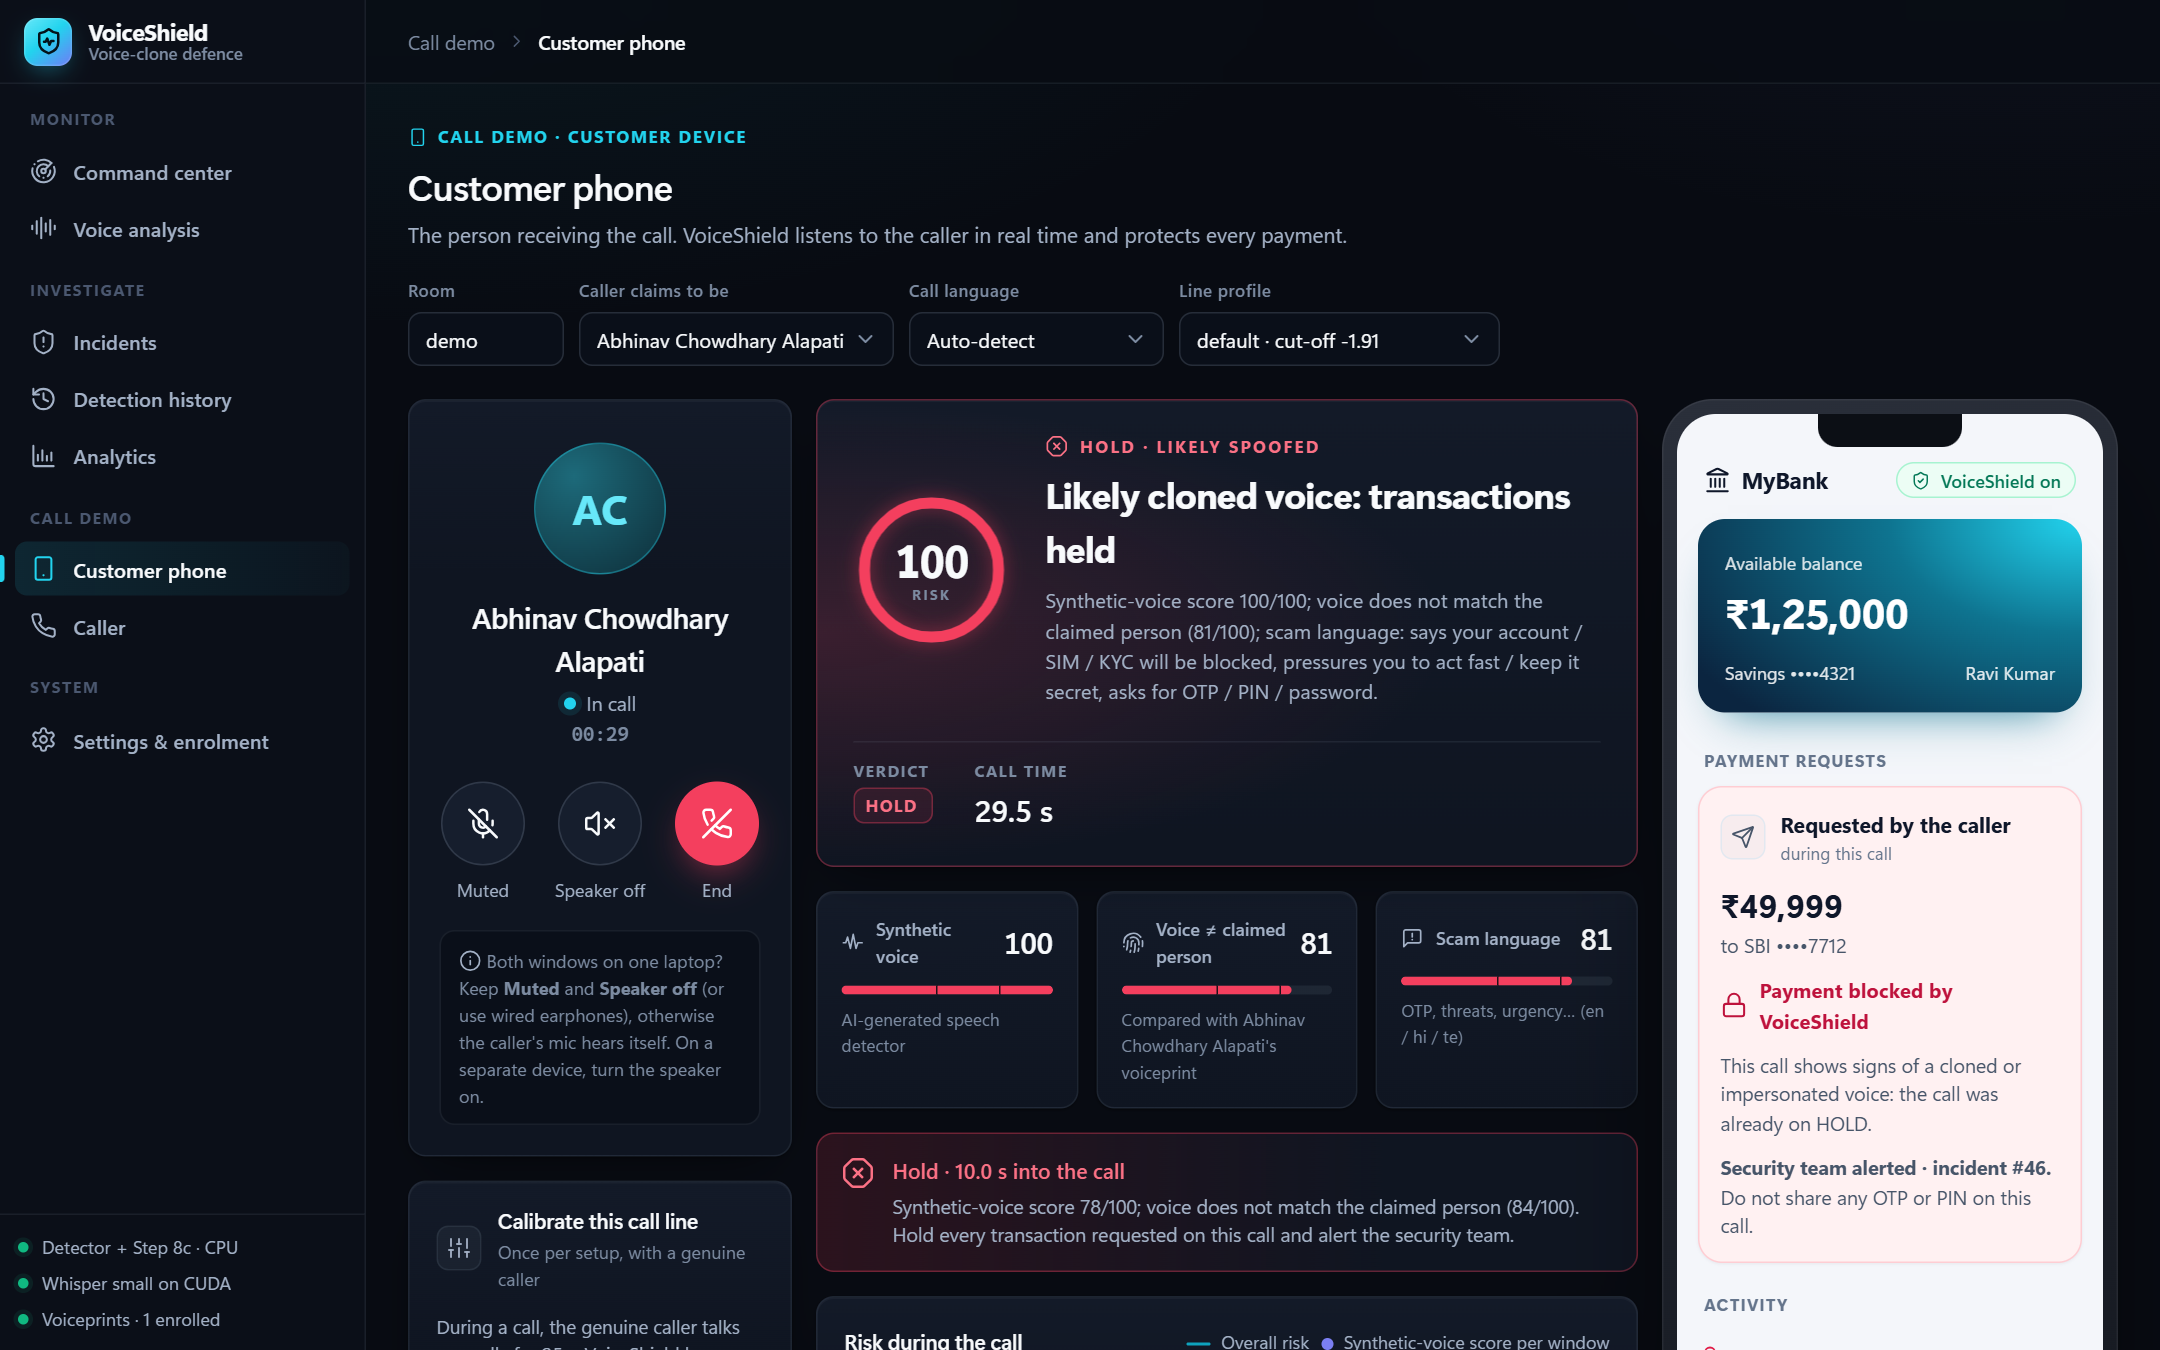 VoiceShield
Voice-clone defence
MONITOR
Command center
Voice analysis
INVESTIGATE
Incidents
Detection history
Analytics
CALL DEMO
Customer phone
Caller
SYSTEM
Settings & enrolment
Detector + Step 8c · CPU
Whisper small on CUDA
Voiceprints · 1 enrolled
Call demo > Customer phone
CALL DEMO · CUSTOMER DEVICE
Customer phone
The person receiving the call. VoiceShield listens to the caller in real time and protects every payment.
Room
demo
Caller claims to be
Abhinav Chowdhary Alapati
Call language
Auto-detect
Line profile
default · cut-off -1.91
AC
Abhinav Chowdhary
Alapati
In call
00:29
Muted
Speaker off
End
Both windows on one laptop?
Keep Muted and Speaker off (or
use wired earphones), otherwise
the caller's mic hears itself. On a
separate device, turn the speaker
on.
Calibrate this call line
Once per setup, with a genuine
caller
During a call, the genuine caller talks
100
RISK
HOLD · LIKELY SPOOFED
Likely cloned voice: transactions
held
Synthetic-voice score 100/100; voice does not match the
claimed person (81/100); scam language: says your account /
SIM / KYC will be blocked, pressures you to act fast / keep it
secret, asks for OTP / PIN / password.
VERDICT
HOLD
CALL TIME
29.5 s
Synthetic
voice
100
AI-generated speech
detector
Voice ≠ claimed
person
81
Compared with Abhinav
Chowdhary Alapati's
voiceprint
Scam language
81
OTP, threats, urgency... (en
/ hi / te)
Hold · 10.0 s into the call
Synthetic-voice score 78/100; voice does not match the claimed person (84/100).
Hold every transaction requested on this call and alert the security team.
Risk during the call
Overall risk
Synthetic-voice score per window
MyBank
VoiceShield on
Available balance
₹1,25,000
Savings ••••4321
Ravi Kumar
PAYMENT REQUESTS
Requested by the caller
during this call
₹49,999
to SBI ••••7712
Payment blocked by
VoiceShield
This call shows signs of a cloned or
impersonated voice: the call was
already on HOLD.
Security team alerted · incident #46.
Do not share any OTP or PIN on this
call.
ACTIVITY